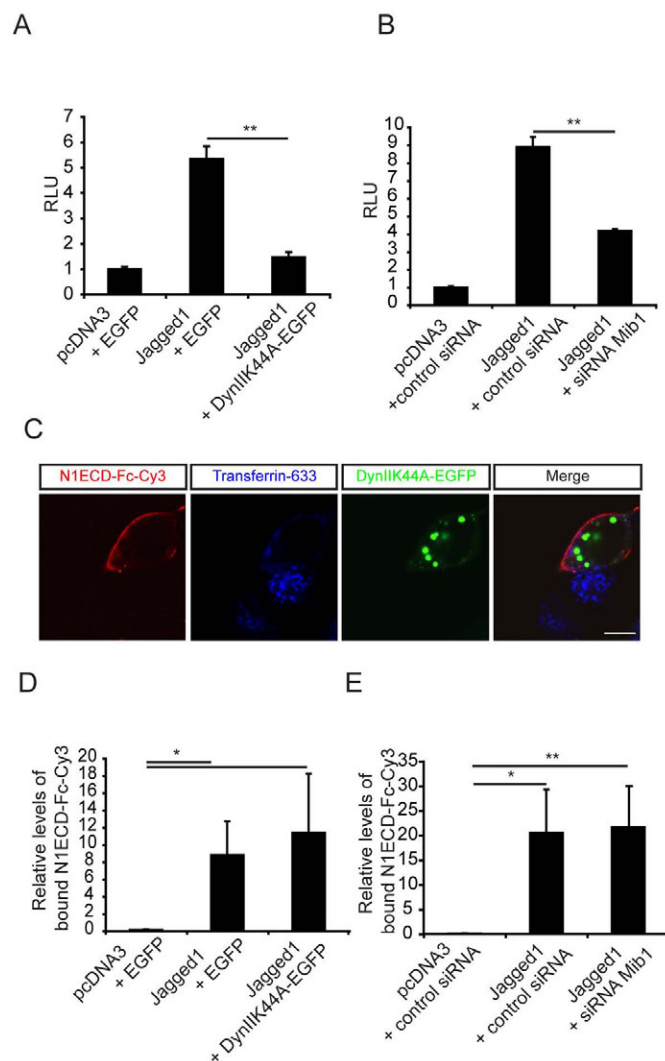 A
RLU
7
6
5
4
3
2
1
0
**
pcDNA3
+ EGFP
Jagged1
+ EGFP
Jagged1
+ DynIIK44A-EGFP
B
RLU
10
9
8
7
6
5
4
3
2
1
0
**
pcDNA3
+control siRNA
Jagged1
+ control siRNA
Jagged1
+ siRNA Mib1
C
N1ECD-Fc-Cy3
Transferrin-633
DynIIK44A-EGFP
Merge
D
Relative levels of
bound N1ECD-Fc-Cy3
20
18
16
14
12
10
8
6
4
2
0
*
pcDNA3
+ EGFP
Jagged1
+ EGFP
Jagged1
+ DynIIK44A-EGFP
E
Relative levels of
bound N1ECD-Fc-Cy3
35
30
25
20
15
10
5
0
**
*
pcDNA3
+ control siRNA
Jagged1
+ control siRNA
Jagged1
+ siRNA Mib1